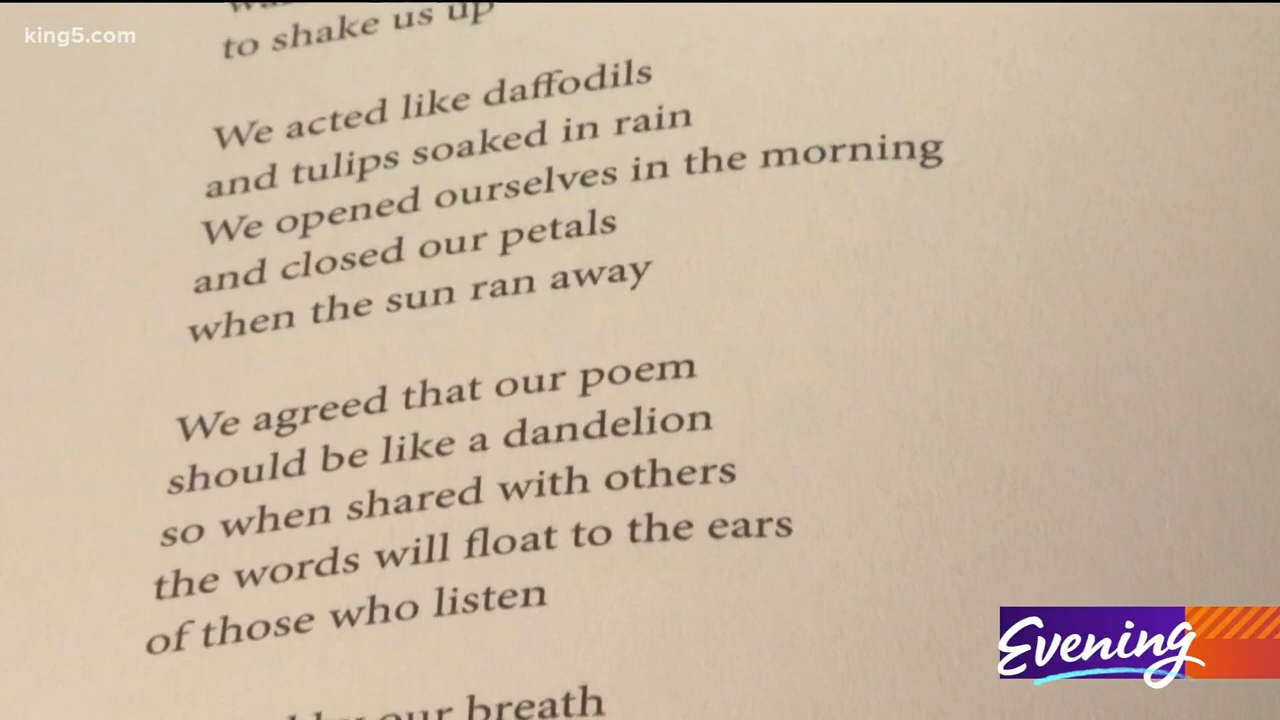 king5.com
to shake us up
We acted like daffodils
and tulips soaked in rain
We opened ourselves in the morning
and closed our petals
when the sun ran away
We agreed that our poem
should be like a dandelion
so when shared with others
the words will float to the ears
of those who listen
our breath
Evening